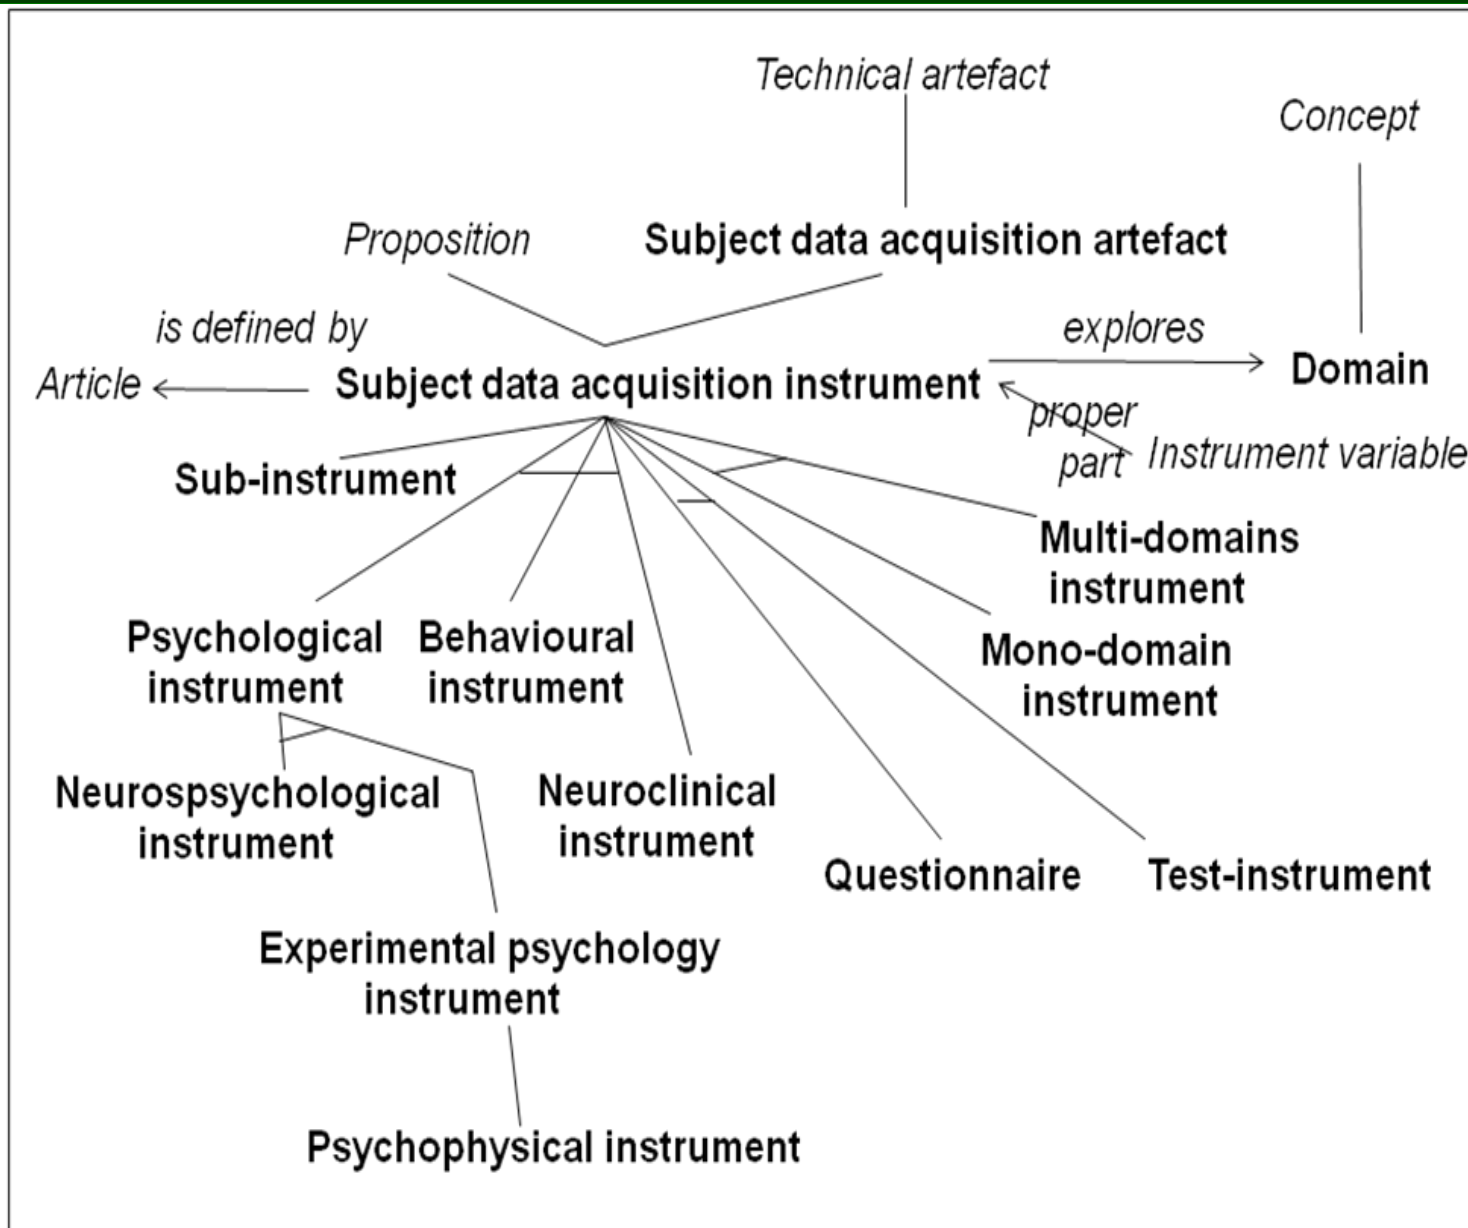 Technical artefact
Concept
Proposition
Subject data acquisition artefact
is defined by
explores
Article
Subject data acquisition instrument
Domain
proper
part
Instrument variable
Sub-instrument
Multi-domains
instrument
Psychological
instrument
Behavioural
instrument
Mono-domain
instrument
Neurospsychological
instrument
Neuroclinical
instrument
Questionnaire
Test-instrument
Experimental psychology
instrument
Psychophysical instrument